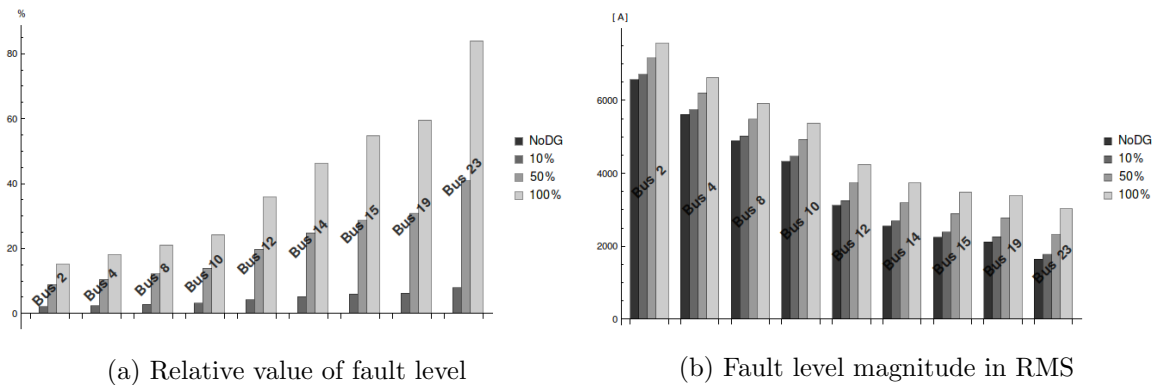 %
80
60
40
20
0
Bus 2
Bus 4
Bus 8
Bus 10
Bus 12
Bus 14
Bus 15
Bus 19
Bus 23
NoDG
10%
50%
100%
(a) Relative value of fault level
[A]
6000
4000
2000
0
Bus 2
Bus 4
Bus 8
Bus 10
Bus 12
Bus 14
Bus 15
Bus 19
Bus 23
NoDG
10%
50%
100%
(b) Fault level magnitude in RMS